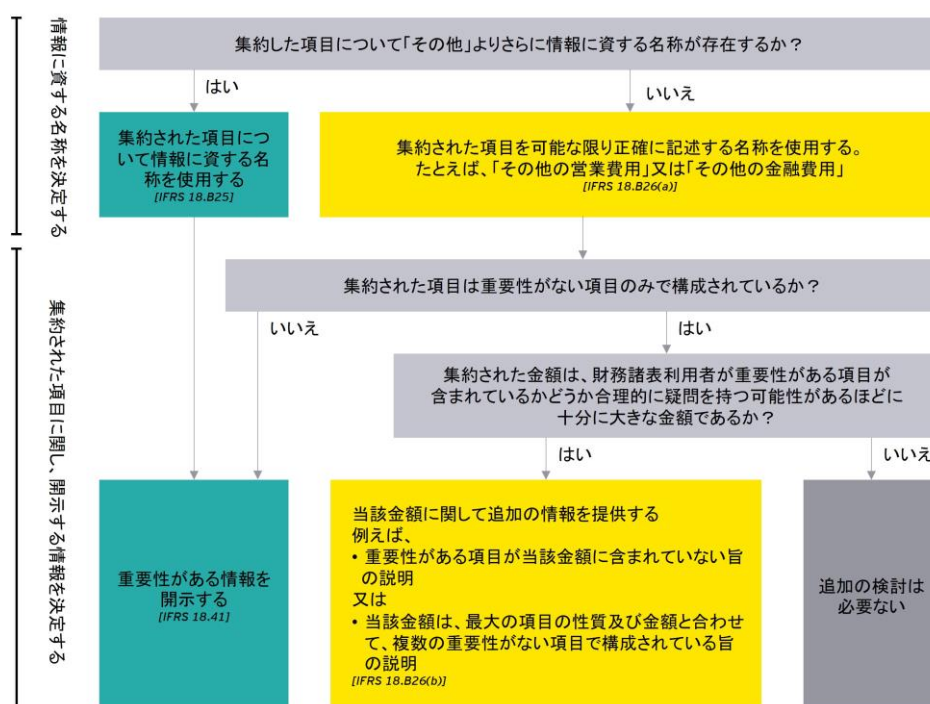 情報に資する名称を決定する
集約した項目について「その他」よりさらに情報に資する名称が存在するか？
はい
いいえ
集約された項目につ
いて情報に資する名
称を使用する
[IFRS 18.B25]
集約された項目を可能な限り正確に記述する名称を使用する。
たとえば、「その他の営業費用」又は「その他の金融費用」
[IFRS 18.B26(a)]
集約された項目に関し、開示する情報を決定する
集約された項目は重要性がない項目のみで構成されているか？
いいえ
はい
集約された金額は、財務諸表利用者が重要性がある項目が
含まれているかどうか合理的に疑問を持つ可能性があるほどに
十分に大きな金額であるか？
はい
いいえ
重要性がある情報を
開示する
[IFRS 18.41]
当該金額に関して追加の情報を提供する
例えば、
• 重要性がある項目が当該金額に含まれていない旨
の説明
又は
• 当該金額は、最大の項目の性質及び金額と合わせ
て、複数の重要性がない項目で構成されている旨
の説明
[IFRS 18.B26(b)]
追加の検討は
必要ない